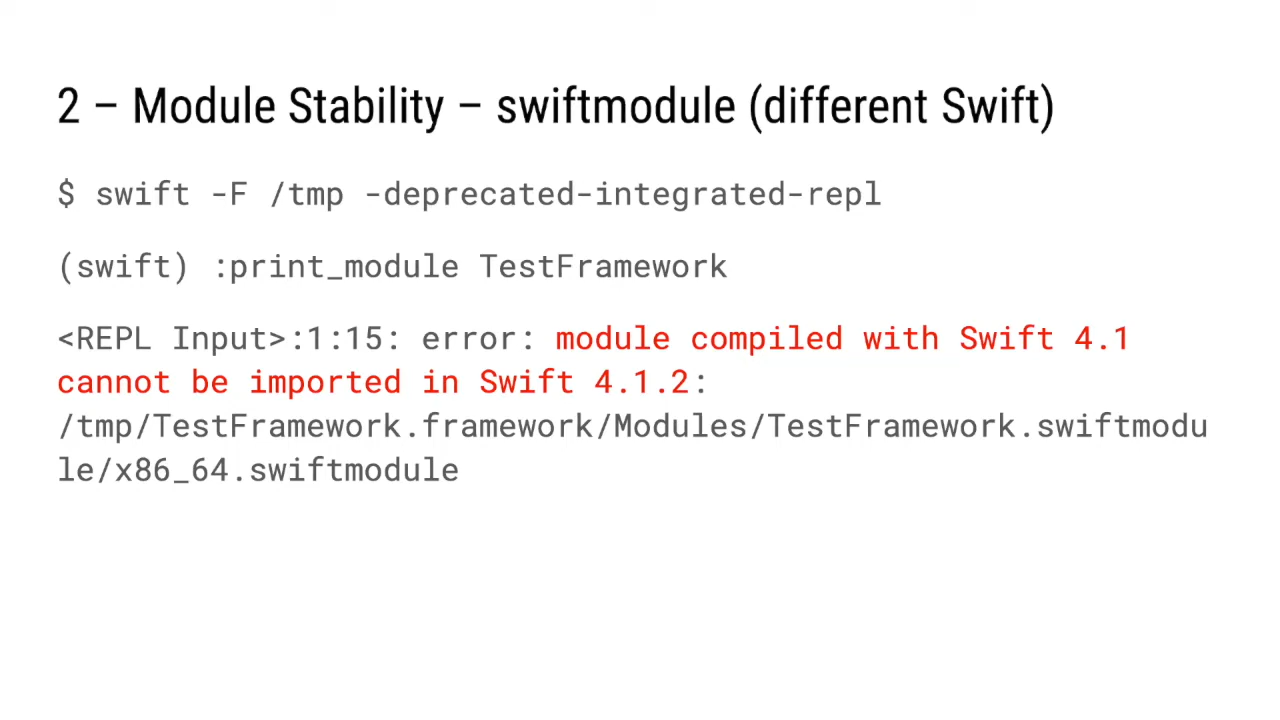 2 – Module Stability – swiftmodule (different Swift)
$ swift -F /tmp -deprecated-integrated-repl
(swift) :print_module TestFramework
<REPL Input>:1:15: error: module compiled with Swift 4.1
cannot be imported in Swift 4.1.2:
/tmp/TestFramework.framework/Modules/TestFramework.swiftmodu
le/x86_64.swiftmodule